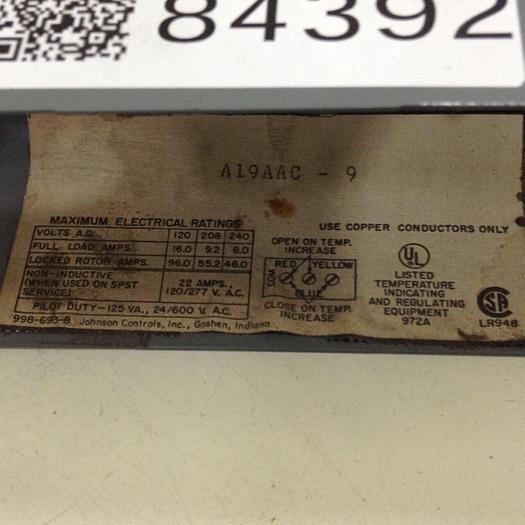 84392
A19AAC - 9
MAXIMUM ELECTRICAL RATINGS
VOLTS A.C. 120 208 240
FULL LOAD AMPS. 16.0 9.2 8.0
LOCKED ROTOR AMPS. 96.0 55.2 48.0
NON-INDUCTIVE
(WHEN USED ON SPST
SERVICE)
22 AMPS.,
120/277 V. A.C.
PILOT DUTY-125 VA., 24/600 V. A.C.
998-693-8 Johnson Controls, Inc., Goshen, Indiana
USE COPPER CONDUCTORS ONLY
OPEN ON TEMP.
INCREASE
RED YELLOW
COM
BLUE
CLOSE ON TEMP.
INCREASE
UL
LISTED
TEMPERATURE
INDICATING
AND REGULATING
EQUIPMENT
972A
SA
LR948